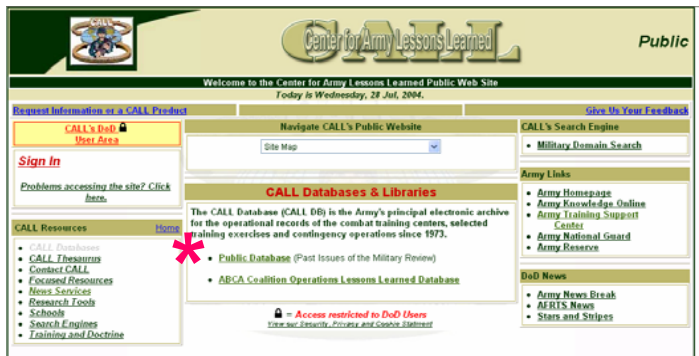 CALL
Center for Army Lessons Learned
CALL
Public
Welcome to the Center for Army Lessons Learned Public Web Site
Today is Wednesday, 28 Jul, 2004.
Request Information or a CALL Product
Give Us Your Feedback
CALL's DoD
User Area
Sign In
Problems accessing the site? Click
here.
CALL Resources Home
• CALL Databases
• CALL Thesaurus
• Contact CALL
• Focused Resources
• News Services
• Research Tools
• Schools
• Search Engines
• Training and Doctrine
Navigate CALL's Public Website
Site Map
CALL Databases & Libraries
The CALL Database (CALL DB) is the Army's principal electronic archive
for the operational records of the combat training centers, selected
training exercises and contingency operations since 1973.
• Public Database (Past Issues of the Military Review)
• ABCA Coalition Operations Lessons Learned Database
= Access restricted to DoD Users
View our Security, Privacy and Cookie Statment
CALL's Search Engine
• Military Domain Search
Army Links
• Army Homepage
• Army Knowledge Online
• Army Training Support
Center
• Army National Guard
• Army Reserve
DoD News
• Army News Break
• AFRTS News
• Stars and Stripes